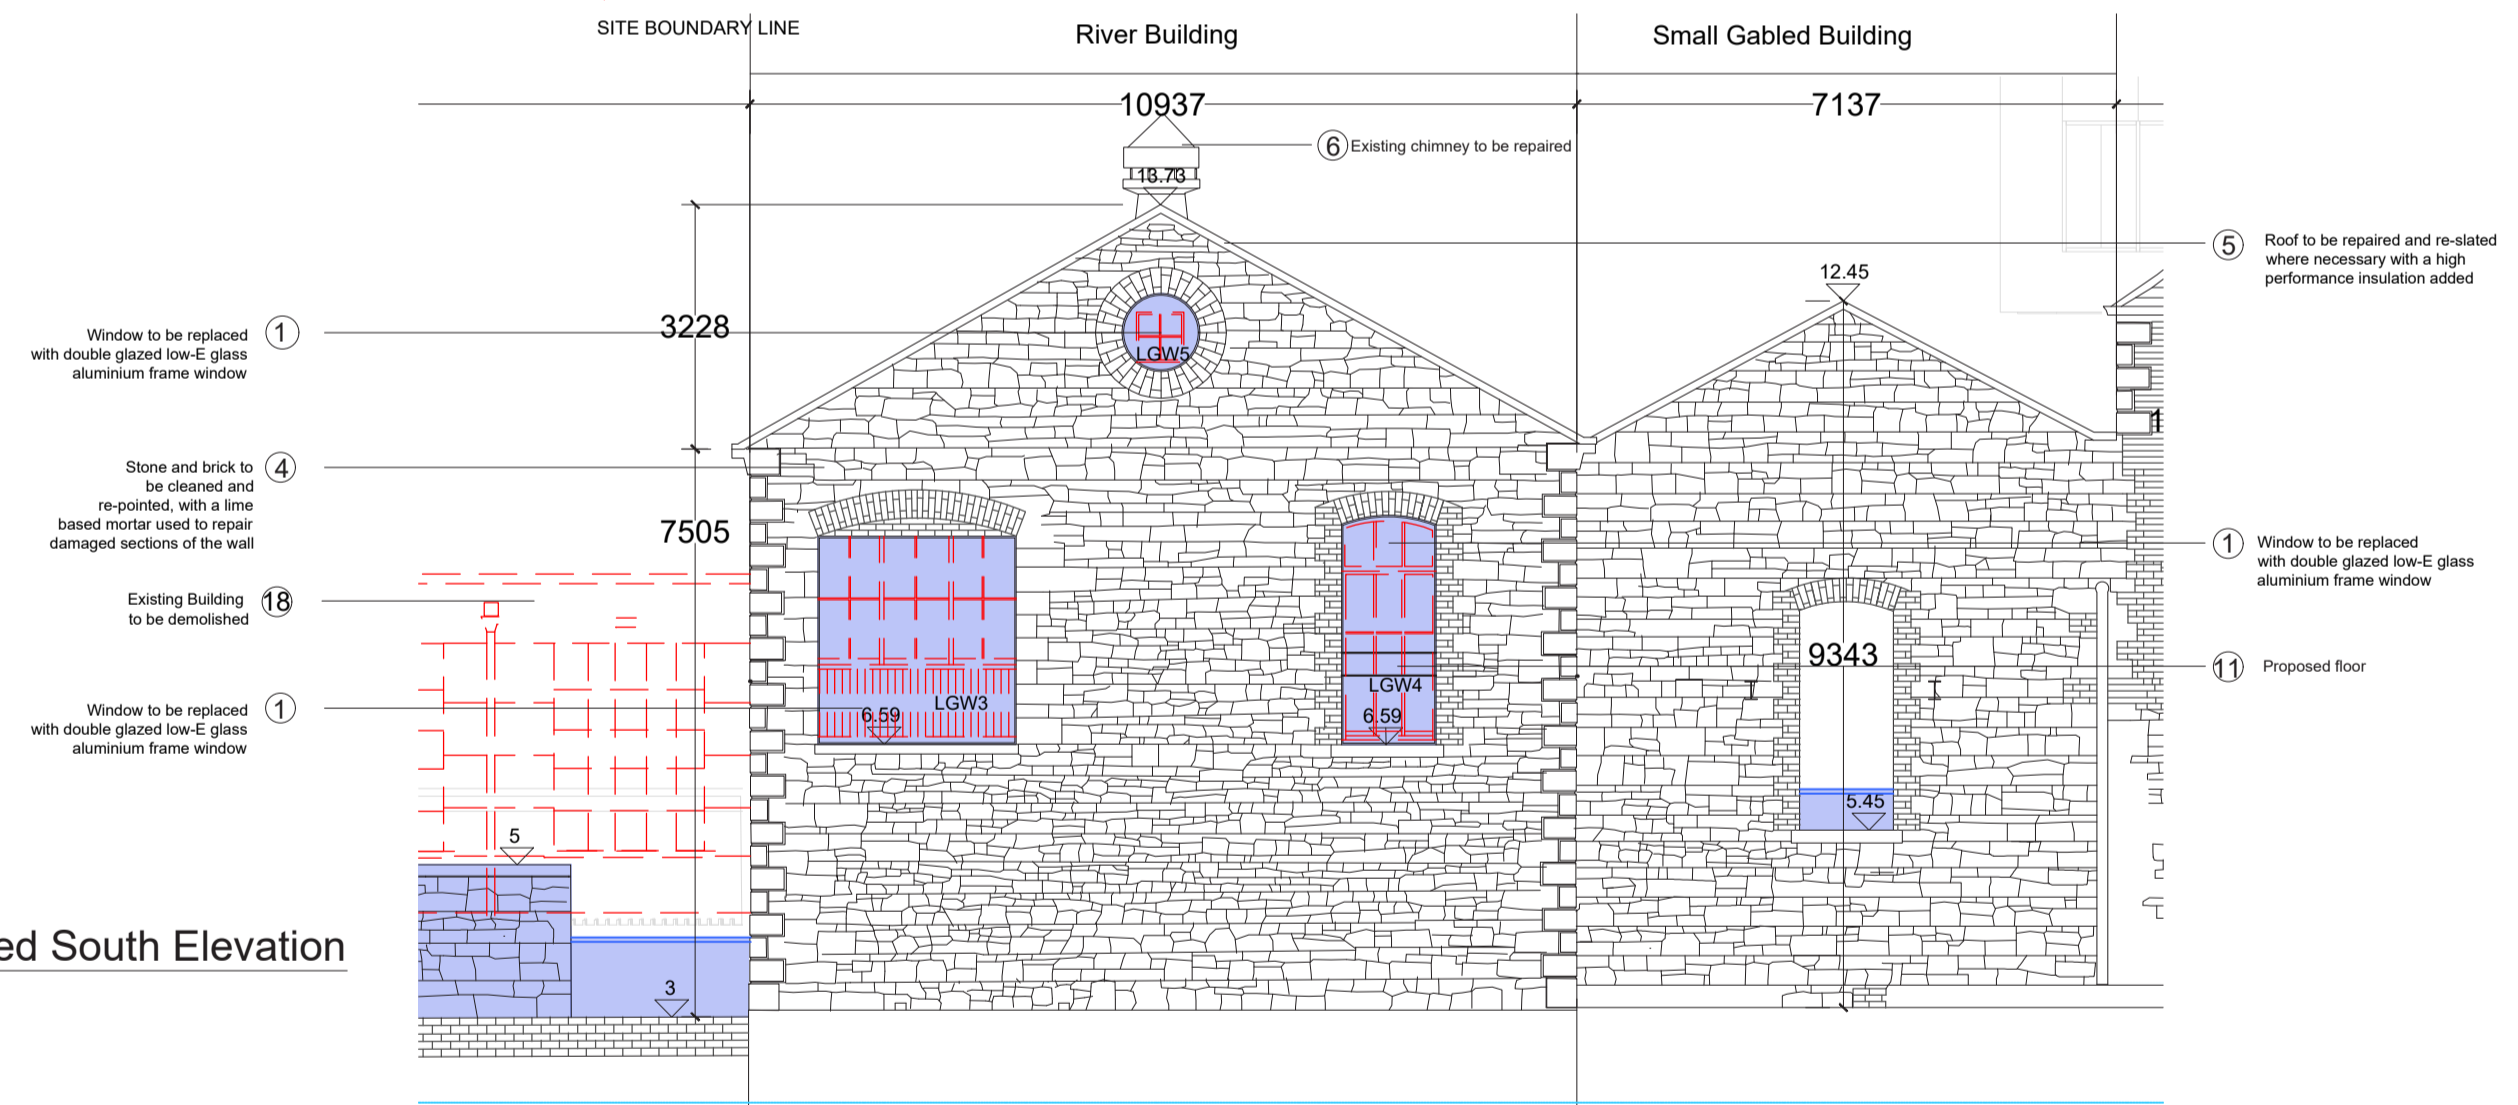 SITE BOUNDARY LINE
River Building
Small Gabled Building
10937
7137
6 Existing chimney to be repaired
13.73
5 Roof to be repaired and re-slated
where necessary with a high
performance insulation added
12.45
Window to be replaced 1
with double glazed low-E glass
aluminium frame window
3228
LGW5
Stone and brick to 4
be cleaned and
re-pointed, with a lime
based mortar used to repair
damaged sections of the wall
7505
1 Window to be replaced
with double glazed low-E glass
aluminium frame window
Existing Building 18
to be demolished
9343
11 Proposed floor
LGW4
LGW3
6.59
6.59
Window to be replaced 1
with double glazed low-E glass
aluminium frame window
5.45
5
ed South Elevation
3